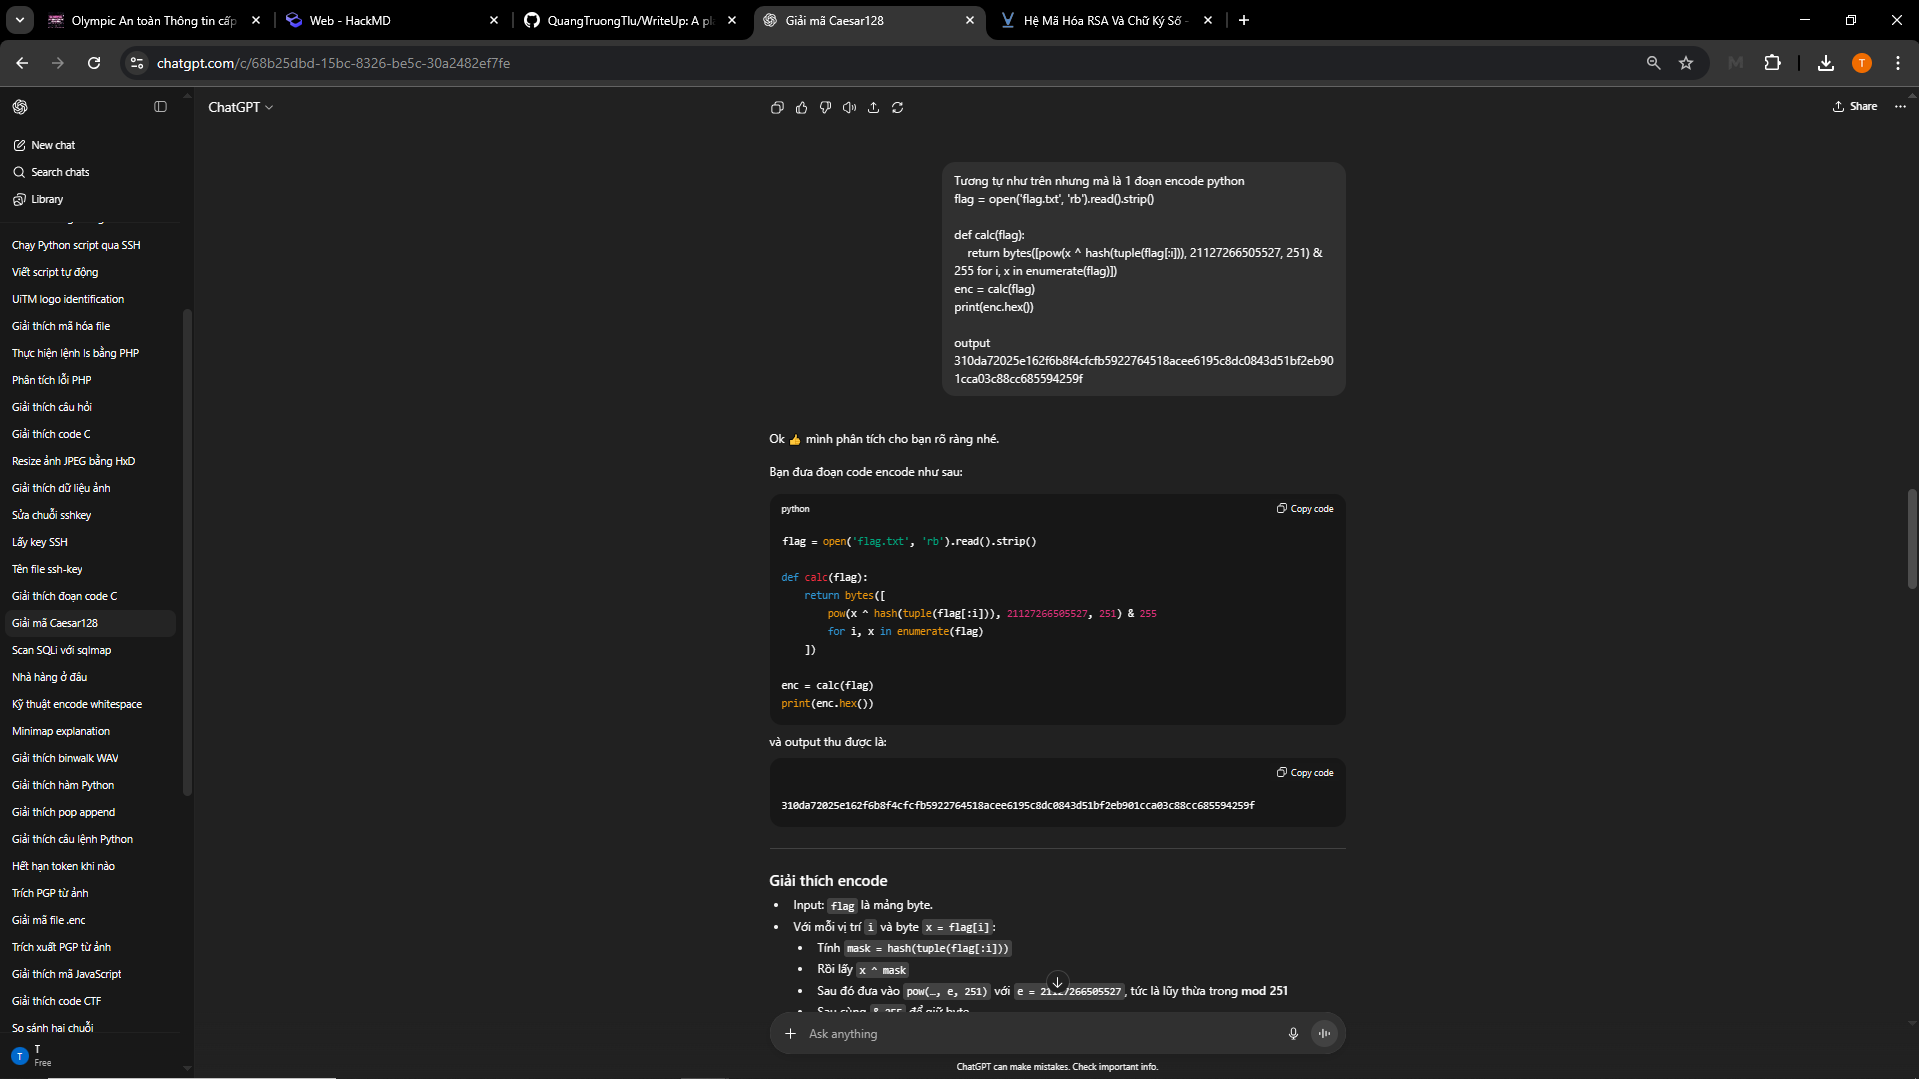 Olympic An toàn Thông tin cấp
Web - HackMD
QuangTruongTlu/WriteUp: A pl
Giải mã Caesar128
Hệ Mã Hóa RSA Và Chữ Ký Số -
chatgpt.com/c/68b25dbd-15bc-8326-be5c-30a2482ef7fe
T
ChatGPT
Share
New chat
Search chats
Library
Chạy Python script qua SSH
Viết script tự động
UiTM logo identification
Giải thích mã hóa file
Thực hiện lệnh ls bằng PHP
Phân tích lỗi PHP
Giải thích câu hỏi
Giải thích code C
Resize ảnh JPEG bằng HxD
Giải thích dữ liệu ảnh
Sửa chuỗi sshkey
Lấy key SSH
Tên file ssh-key
Giải thích đoạn code C
Giải mã Caesar128
Scan SQLi với sqlmap
Nhà hàng ở đâu
Kỹ thuật encode whitespace
Minimap explanation
Giải thích binwalk WAV
Giải thích hàm Python
Giải thích pop append
Giải thích câu lệnh Python
Hết hạn token khi nào
Trích PGP từ ảnh
Giải mã file .enc
Trích xuất PGP từ ảnh
Giải thích mã JavaScript
Giải thích code CTF
So sánh hai chuỗi
T
T
Free
Tương tự như trên nhưng mà là 1 đoạn encode python
flag = open('flag.txt', 'rb').read().strip()
def calc(flag):
return bytes([pow(x ^ hash(tuple(flag[:i])), 21127266505527, 251) &
255 for i, x in enumerate(flag)])
enc = calc(flag)
print(enc.hex())
output
310da72025e162f6b8f4cfcfb5922764518acee6195c8dc0843d51bf2eb90
1cca03c88cc685594259f
Ok 👍 mình phân tích cho bạn rõ ràng nhé.
Bạn đưa đoạn code encode như sau:
python
Copy code
flag = open('flag.txt', 'rb').read().strip()
def calc(flag):
return bytes([
pow(x ^ hash(tuple(flag[:i])), 21127266505527, 251) & 255
for i, x in enumerate(flag)
])
enc = calc(flag)
print(enc.hex())
và output thu được là:
Copy code
310da72025e162f6b8f4cfcfb5922764518acee6195c8dc0843d51bf2eb901cca03c88cc685594259f
Giải thích encode
• Input: flag là mảng byte.
• Với mỗi vị trí i và byte x = flag[i]:
• Tính mask = hash(tuple(flag[:i]))
• Rồi lấy x ^ mask
• Sau đó đưa vào pow(…, e, 251) với e = 21127266505527, tức là lũy thừa trong mod 251
• Sau cùng & 255 để giữ byte
Ask anything
ChatGPT can make mistakes. Check important info.